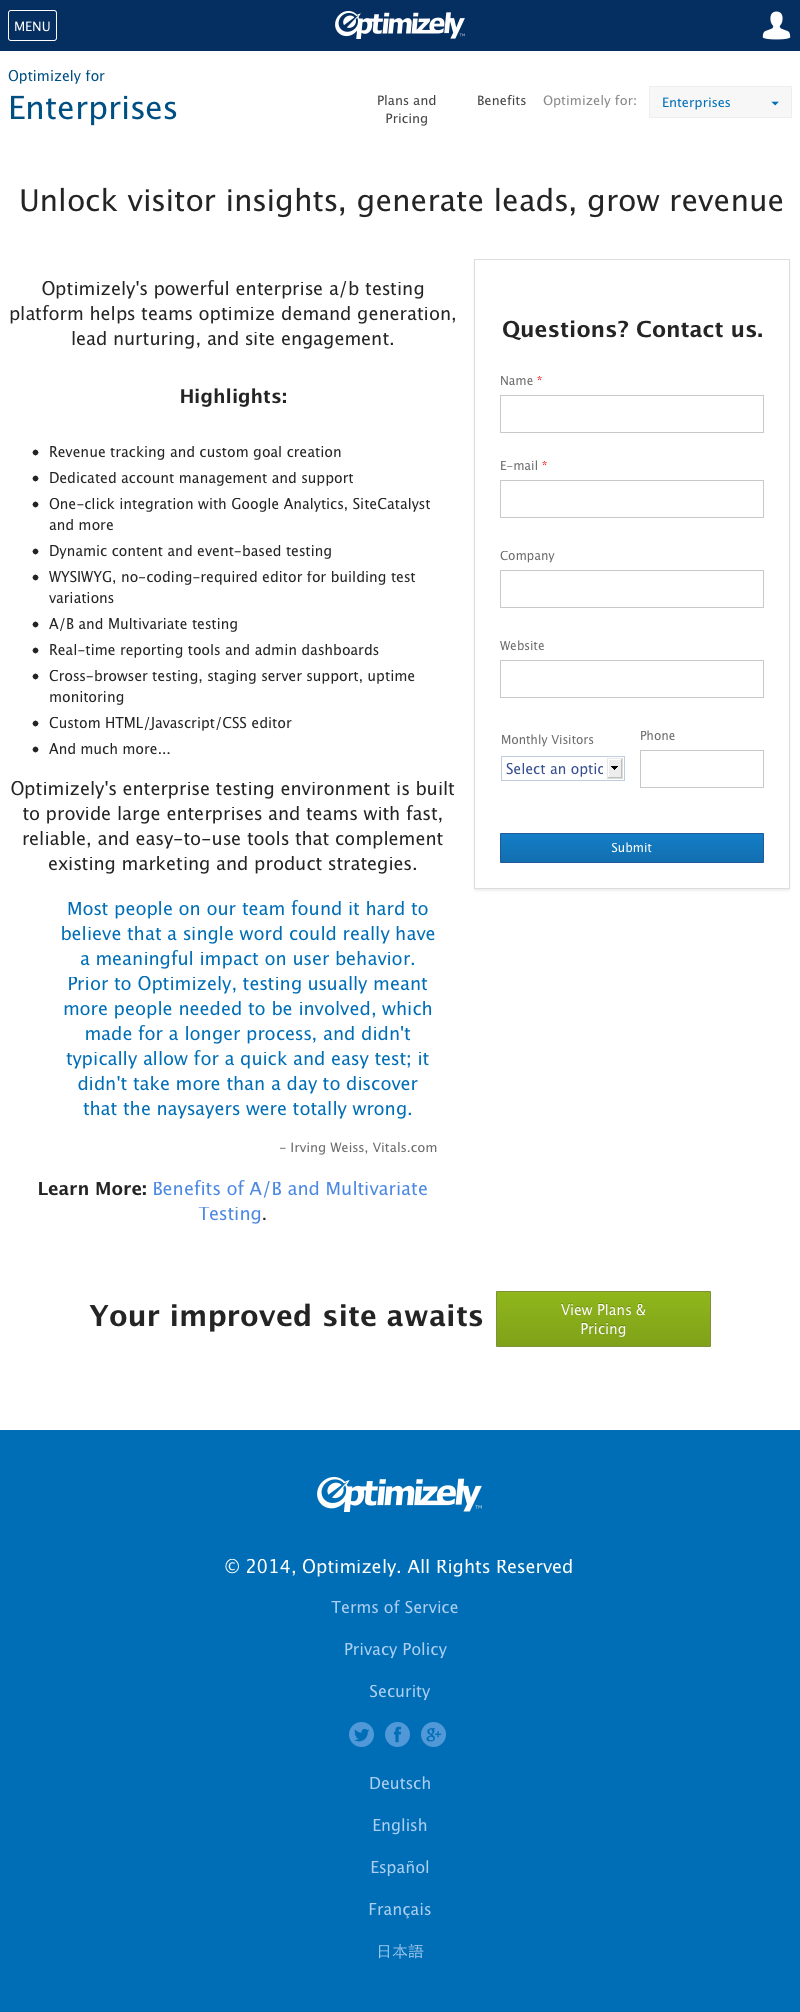 MENU
Optimizely™
Optimizely for
Enterprises
Plans and
Pricing
Benefits
Optimizely for:
Enterprises
Unlock visitor insights, generate leads, grow revenue
Optimizely's powerful enterprise a/b testing
platform helps teams optimize demand generation,
lead nurturing, and site engagement.
Highlights:
• Revenue tracking and custom goal creation
• Dedicated account management and support
• One-click integration with Google Analytics, SiteCatalyst
and more
• Dynamic content and event-based testing
• WYSIWYG, no-coding-required editor for building test
variations
• A/B and Multivariate testing
• Real-time reporting tools and admin dashboards
• Cross-browser testing, staging server support, uptime
monitoring
• Custom HTML/Javascript/CSS editor
• And much more...
Optimizely's enterprise testing environment is built
to provide large enterprises and teams with fast,
reliable, and easy-to-use tools that complement
existing marketing and product strategies.
Most people on our team found it hard to
believe that a single word could really have
a meaningful impact on user behavior.
Prior to Optimizely, testing usually meant
more people needed to be involved, which
made for a longer process, and didn't
typically allow for a quick and easy test; it
didn't take more than a day to discover
that the naysayers were totally wrong.
- Irving Weiss, Vitals.com
Learn More: Benefits of A/B and Multivariate
Testing.
Questions? Contact us.
Name *
E-mail *
Company
Website
Monthly Visitors
Phone
Select an optic
Submit
Your improved site awaits
View Plans &
Pricing
Optimizely™
© 2014, Optimizely. All Rights Reserved
Terms of Service
Privacy Policy
Security
Deutsch
English
Español
Français
日本語